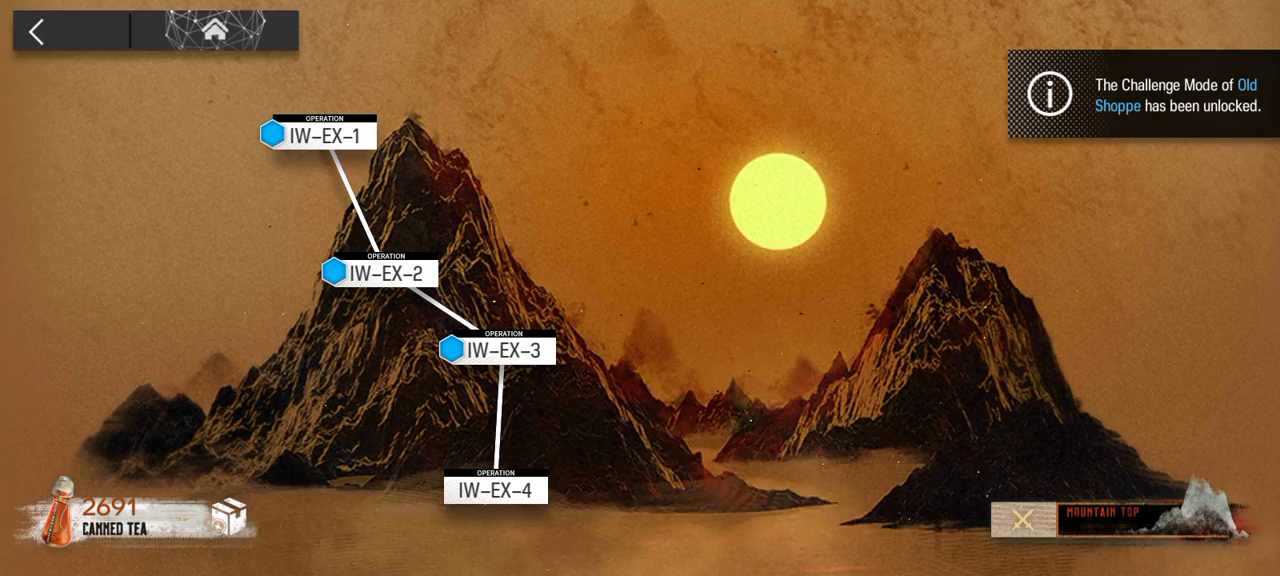 The Challenge Mode of Old
Shoppe has been unlocked.
OPERATION
IW-EX-1
OPERATION
IW-EX-2
OPERATION
IW-EX-3
OPERATION
IW-EX-4
2691
CANNED TEA
MOUNTAIN TOP